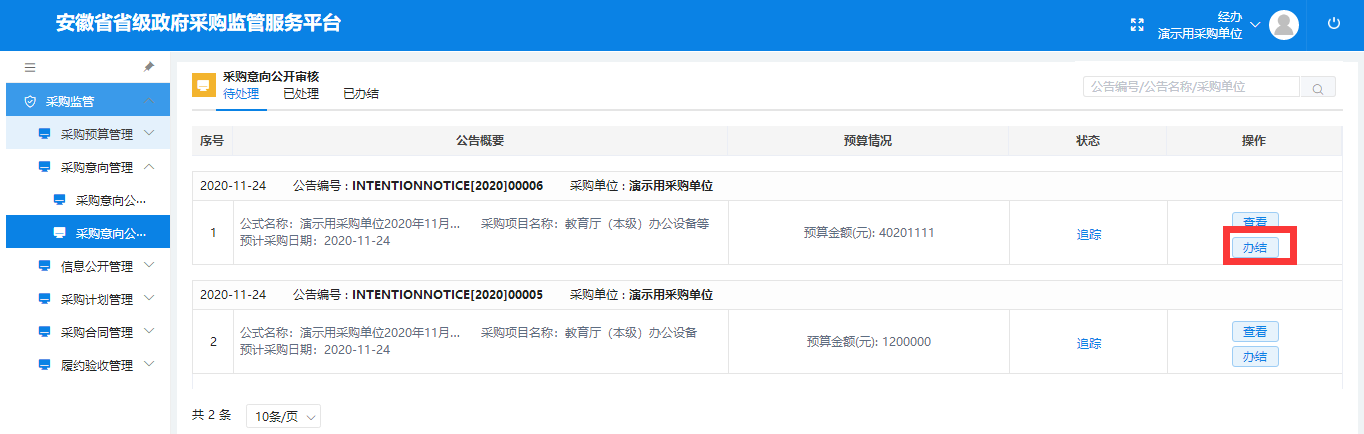 安徽省省级政府采购监管服务平台
经办
演示用采购单位
采购监管
采购预算管理
采购意向管理
采购意向公...
采购意向公...
信息公开管理
采购计划管理
采购合同管理
履约验收管理
采购意向公开审核
待处理 已处理 已办结
公告编号/公告名称/采购单位
序号 公告概要 预算情况 状态 操作
2020-11-24 公告编号：INTENTIONNOTICE[2020]00006 采购单位：演示用采购单位
1 公式名称：演示用采购单位2020年11月... 采购项目名称：教育厅（本级）办公设备等
预计采购日期：2020-11-24
预算金额(元): 40201111
追踪
查看
办结
2020-11-24 公告编号：INTENTIONNOTICE[2020]00005 采购单位：演示用采购单位
2 公式名称：演示用采购单位2020年11月... 采购项目名称：教育厅（本级）办公设备
预计采购日期：2020-11-24
预算金额(元): 1200000
追踪
查看
办结
共 2 条 10条/页